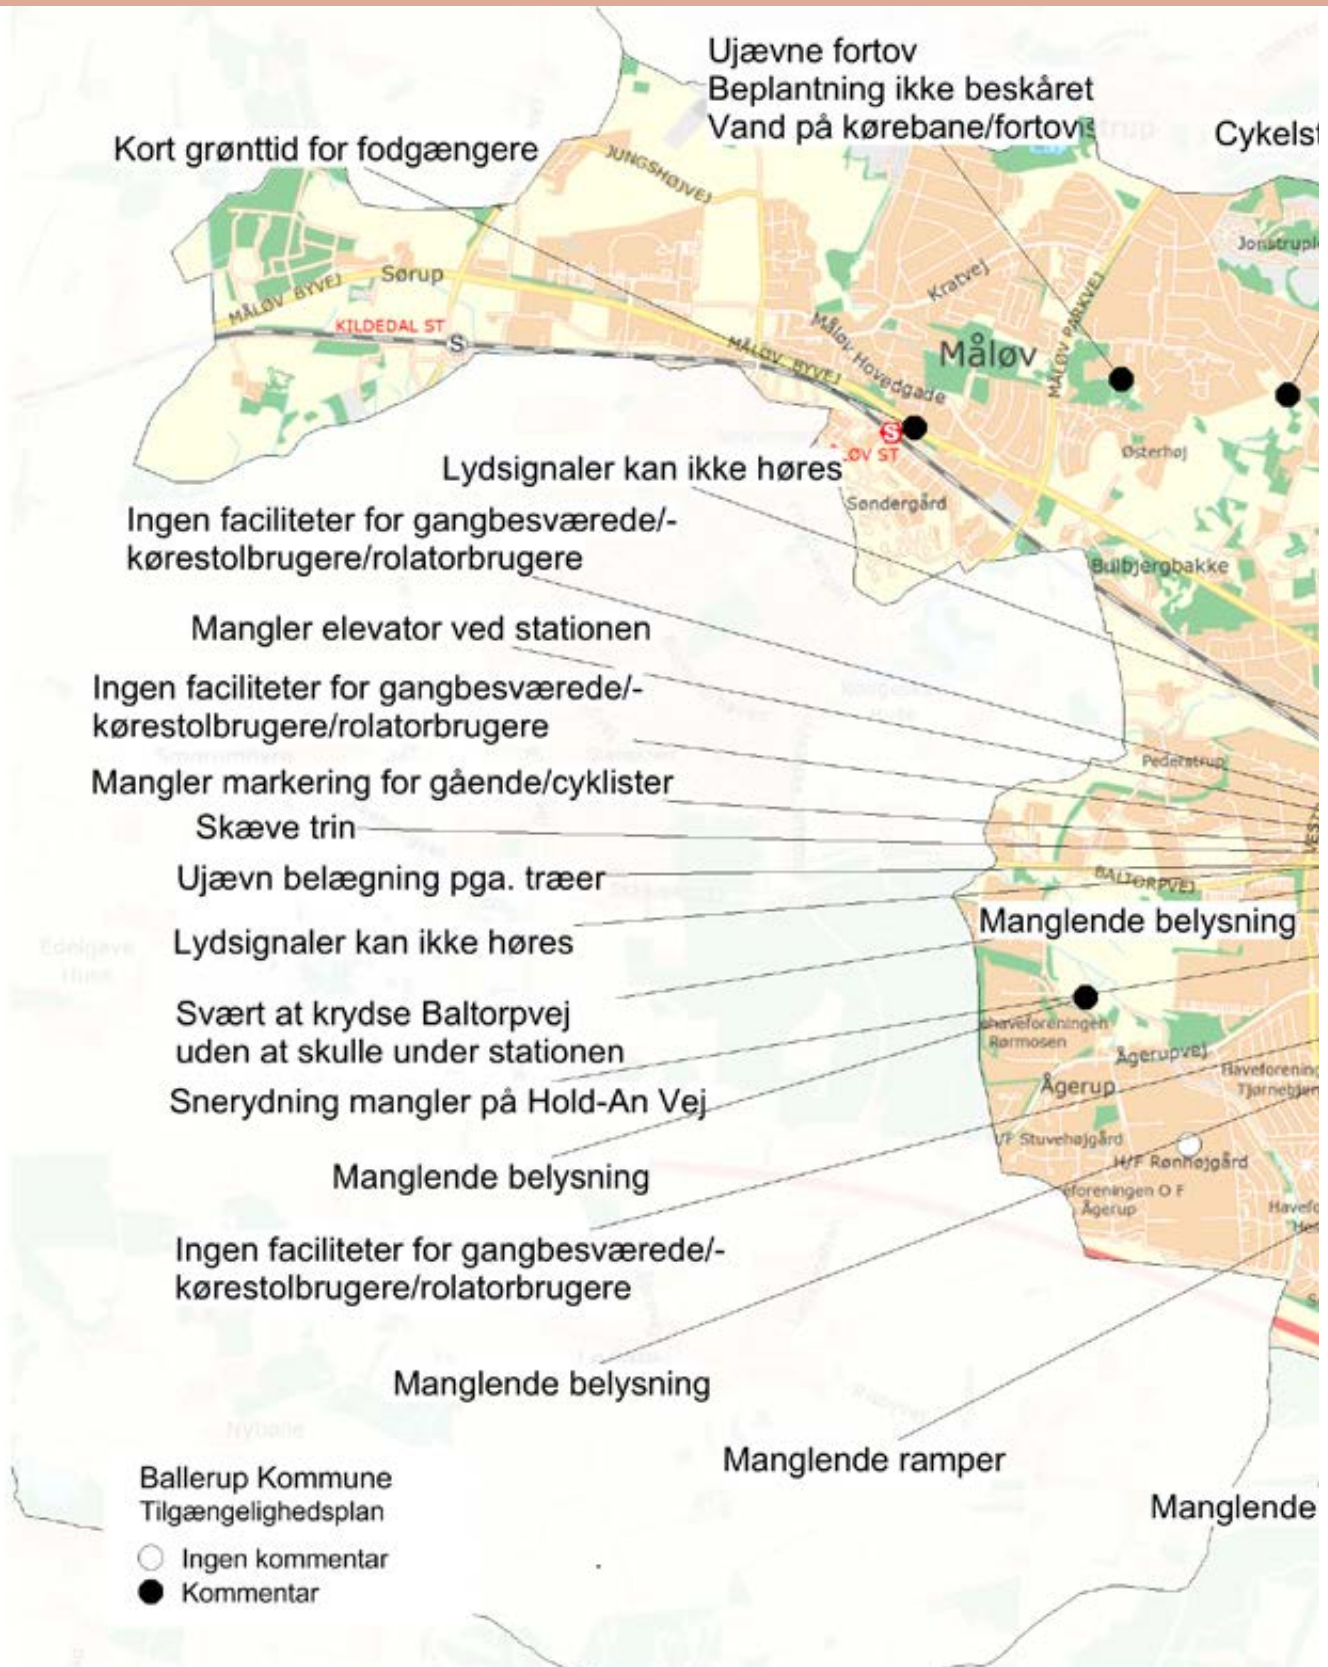 Ujævne fortov
Beplantning ikke beskåret
Vand på kørebane/fortovs
Kort grønttid for fodgængere
JUNGSHØJVEJ
Jonstrup
Kratvej
Sørup
MÅLØV BYVEJ
KILDEDAL ST
S
MÅLØV BYVEJ
Måløv Hovedgade
Måløv
MÅLØV PARKVEJ
S
Østerhøj
Lydsignaler kan ikke høres
Søndergård
Ingen faciliteter for gangbesværede/-
kørestolbrugere/rolatorbrugere
Bulbjergbakke
Mangler elevator ved stationen
Ingen faciliteter for gangbesværede/-
kørestolbrugere/rolatorbrugere
Pederstrup
Mangler markering for gående/cyklister
Skæve trin
Ujævn belægning pga. træer
BALTORPVEJ
Manglende belysning
Lydsignaler kan ikke høres
Svært at krydse Baltorpvej
uden at skulle under stationen
Rørmosen
Ågerupvej
Ågerup
Snerydning mangler på Hold-An Vej
H/F Stuvehøjgård
H/F Rønhøjgård
Manglende belysning
eforeningen O F
Ågerup
Ingen faciliteter for gangbesværede/-
kørestolbrugere/rolatorbrugere
Manglende belysning
Manglende ramper
Manglende
Ballerup Kommune
Tilgængelighedsplan
Ingen kommentar
Kommentar